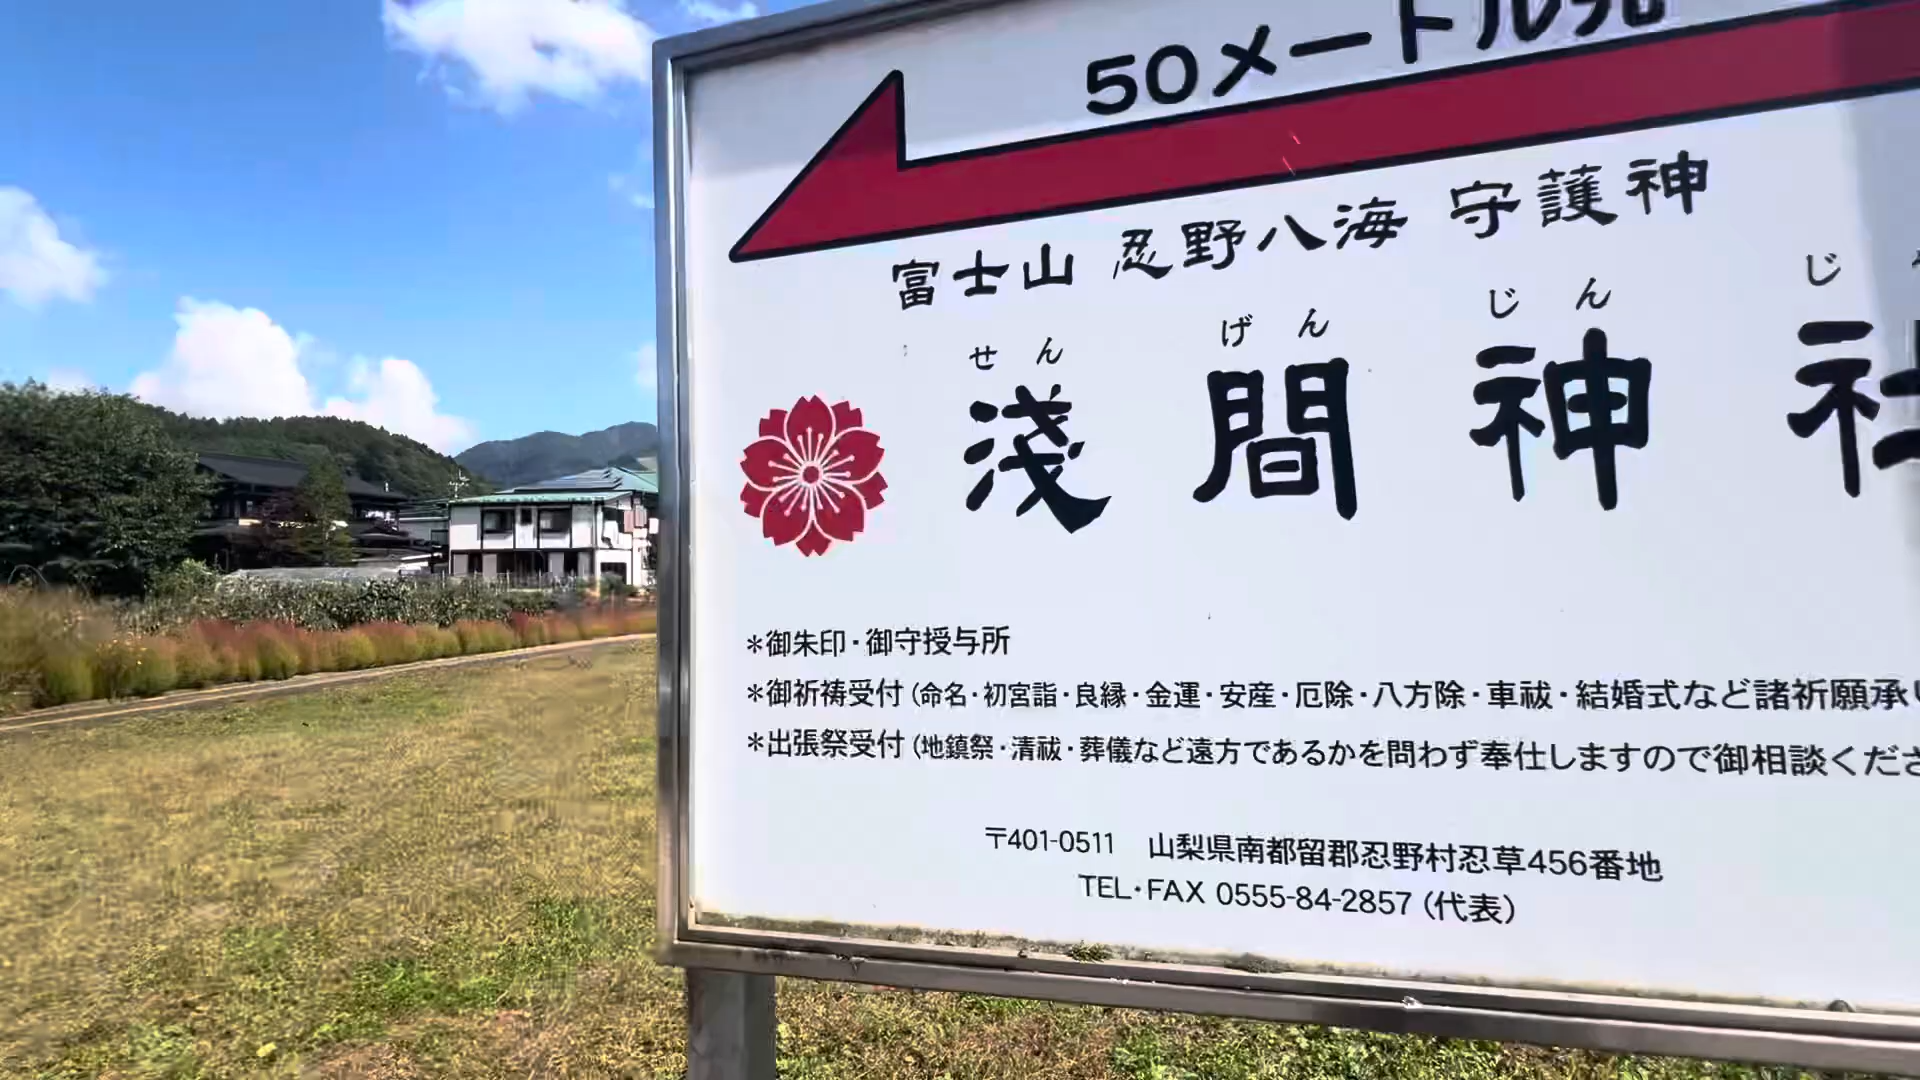 50メートル先
富士山 忍野八海 守護神
せん げん じん じ
淺間神社
*御朱印・御守授与所
*御祈祷受付(命名・初宮詣・良縁・金運・安産・厄除・八方除・車祓・結婚式など諸祈願承り
*出張祭受付(地鎮祭・清祓・葬儀など遠方であるかを問わず奉仕しますので御相談くださ
〒401-0511 山梨県南都留郡忍野村忍草456番地
TEL・FAX 0555-84-2857(代表)